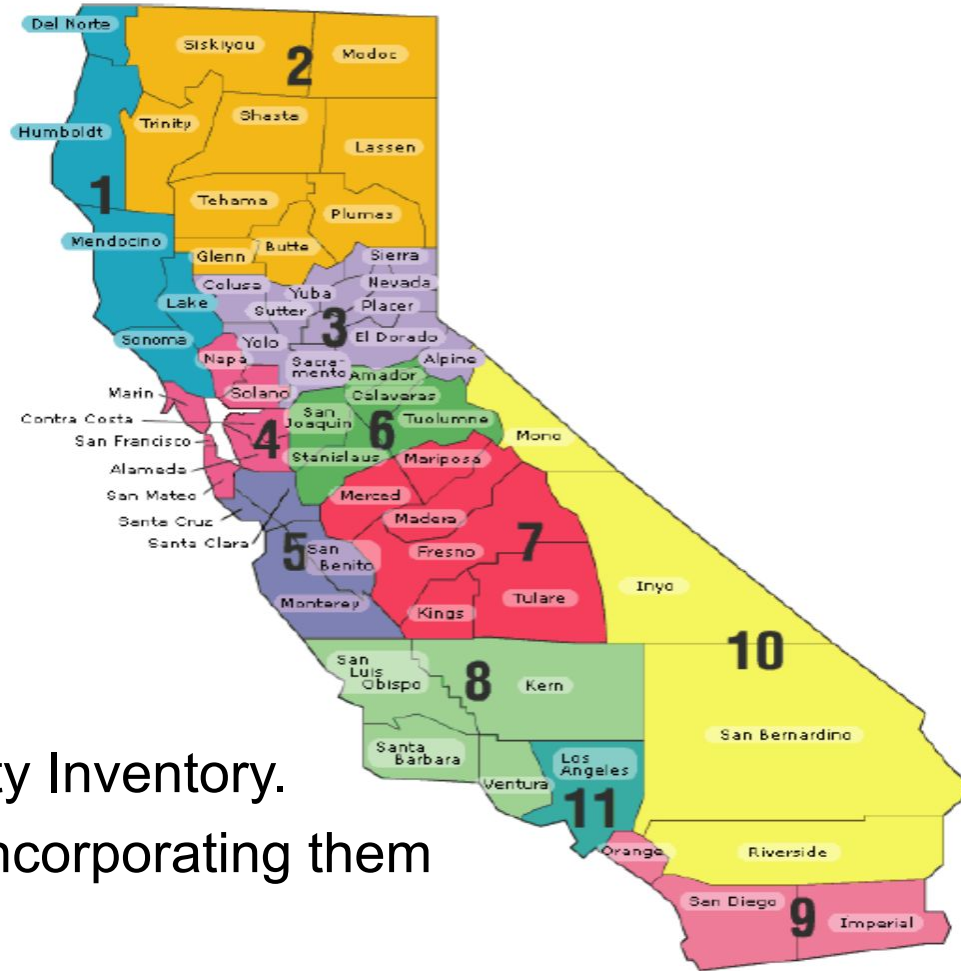 Del Norte
Siskiyou
2
Modoc
Humboldt
Trinity
Shasta
Lassen
1
Tehama
Plumas
Mendocino
Glenn
Butte
Sierra
Colusa
Yuba
Nevada
Lake
Sutter
3
Placer
Sonoma
Yolo
El Dorado
Napa
Sacra-
mento
Alpine
Amador
Marin
Solano
Calaveras
Contra Costa
San
Joaquin
6
Tuolumne
San Francisco
4
Mono
Alameda
Stanislaus
Mariposa
San Mateo
Merced
Santa Cruz
Madera
Santa Clara
5
San
Benito
Fresno
7
Inyo
Monterey
Kings
Tulare
10
San
Luis
Obispo
8
Kern
San Bernardino
Santa
Barbara
Los
Angeles
ty Inventory.
Ventura
11
ncorporating them
Orange
Riverside
San Diego
9
Imperial